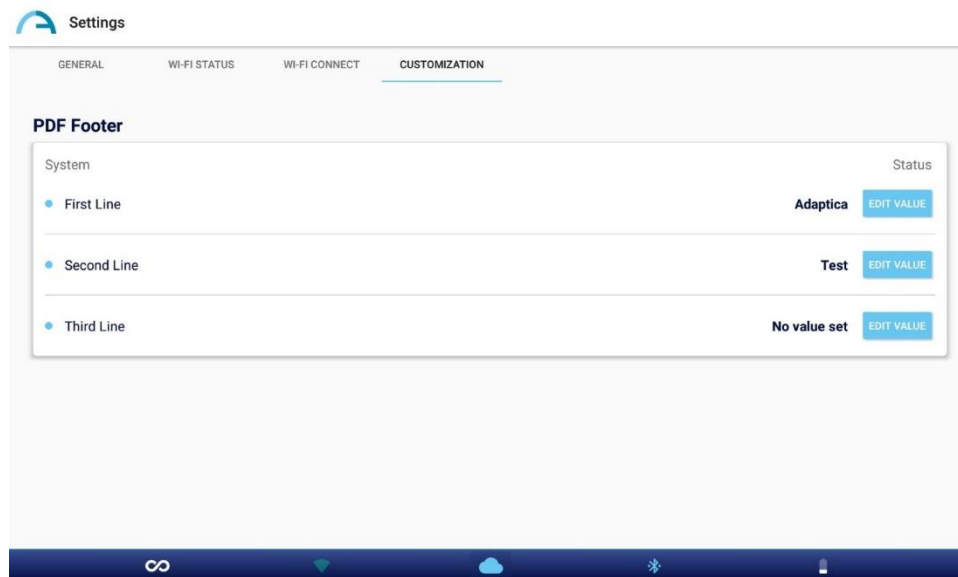 Settings
GENERAL WI-FI STATUS WI-FI CONNECT CUSTOMIZATION
PDF Footer
System Status
First Line Adaptica EDIT VALUE
Second Line Test EDIT VALUE
Third Line No value set EDIT VALUE